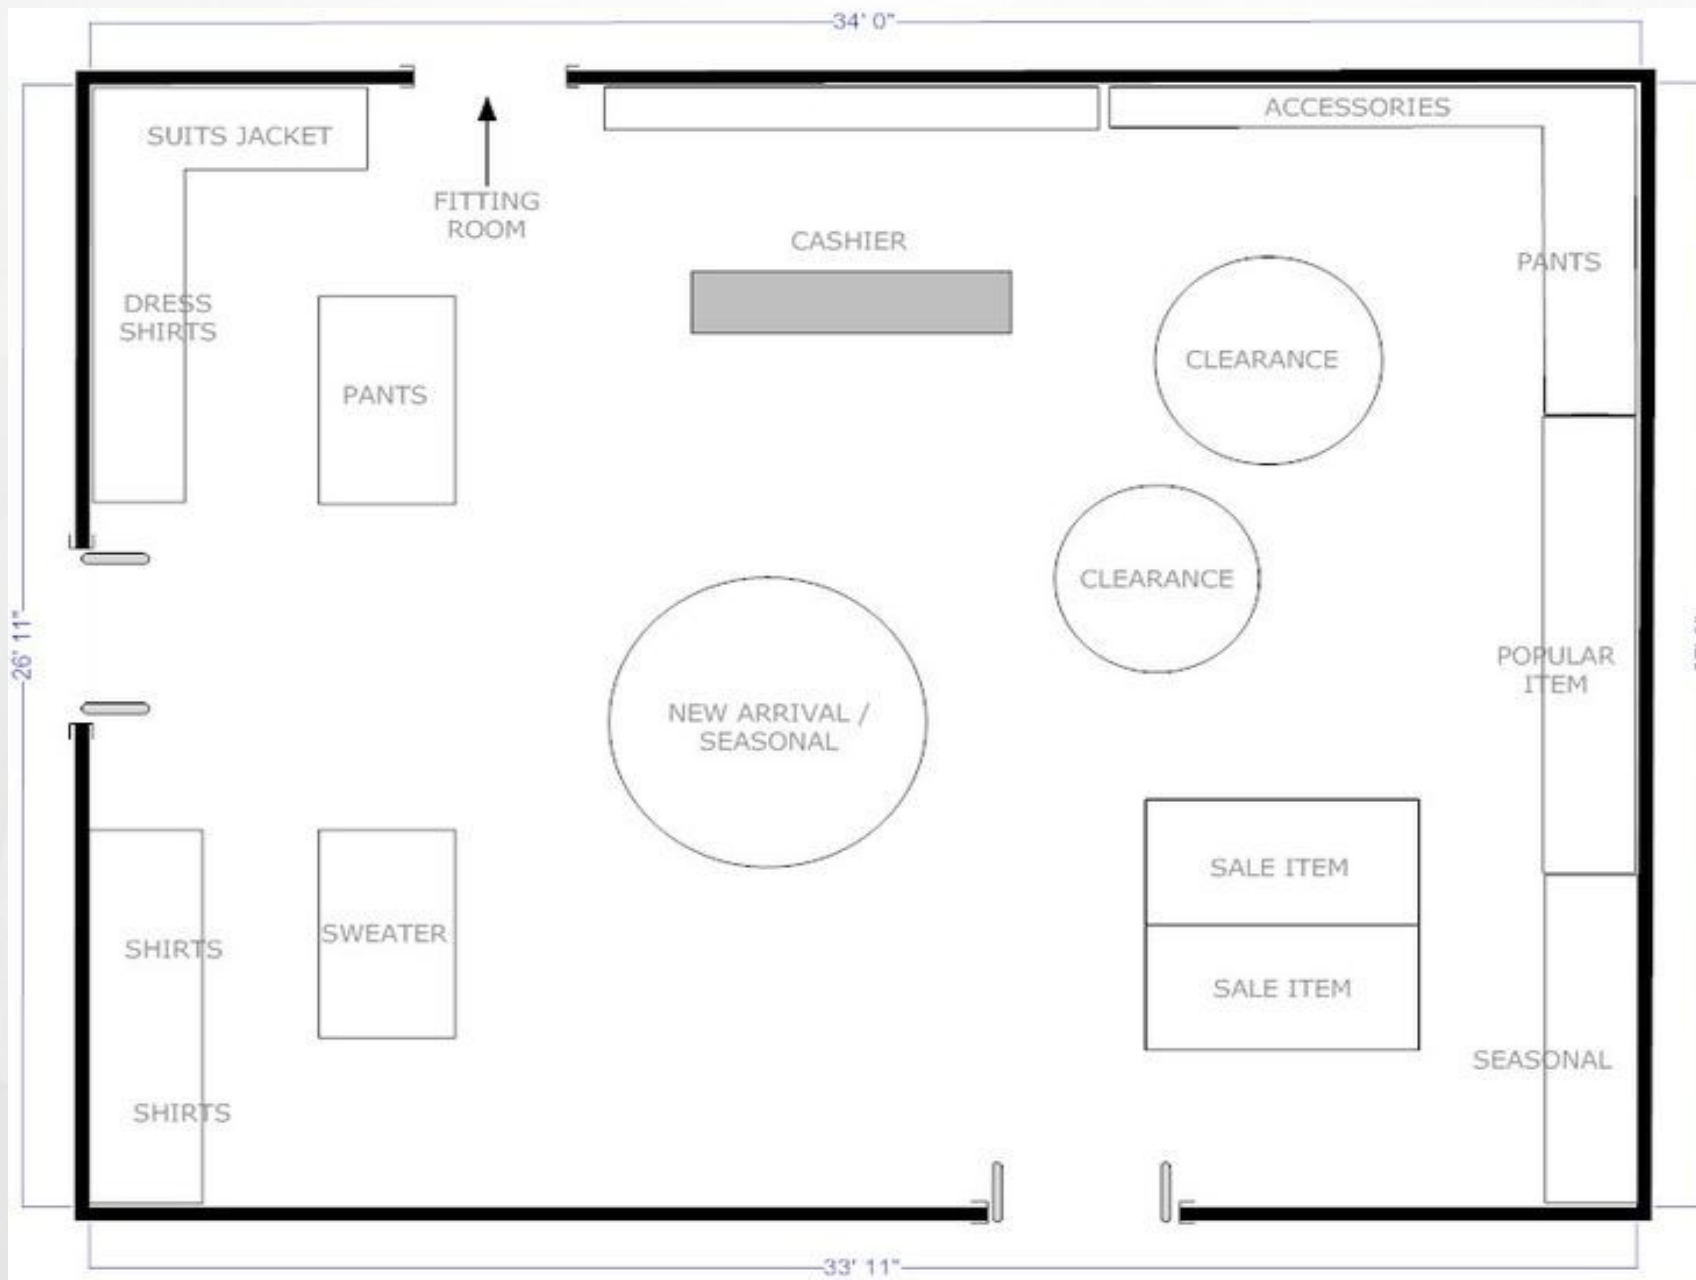 34' 0"
SUITS JACKET
ACCESSORIES
FITTING
ROOM
CASHIER
PANTS
DRESS
SHIRTS
CLEARANCE
PANTS
CLEARANCE
26' 11"
POPULAR
ITEM
NEW ARRIVAL /
SEASONAL
SALE ITEM
SWEATER
SHIRTS
SALE ITEM
SEASONAL
SHIRTS
33' 11"